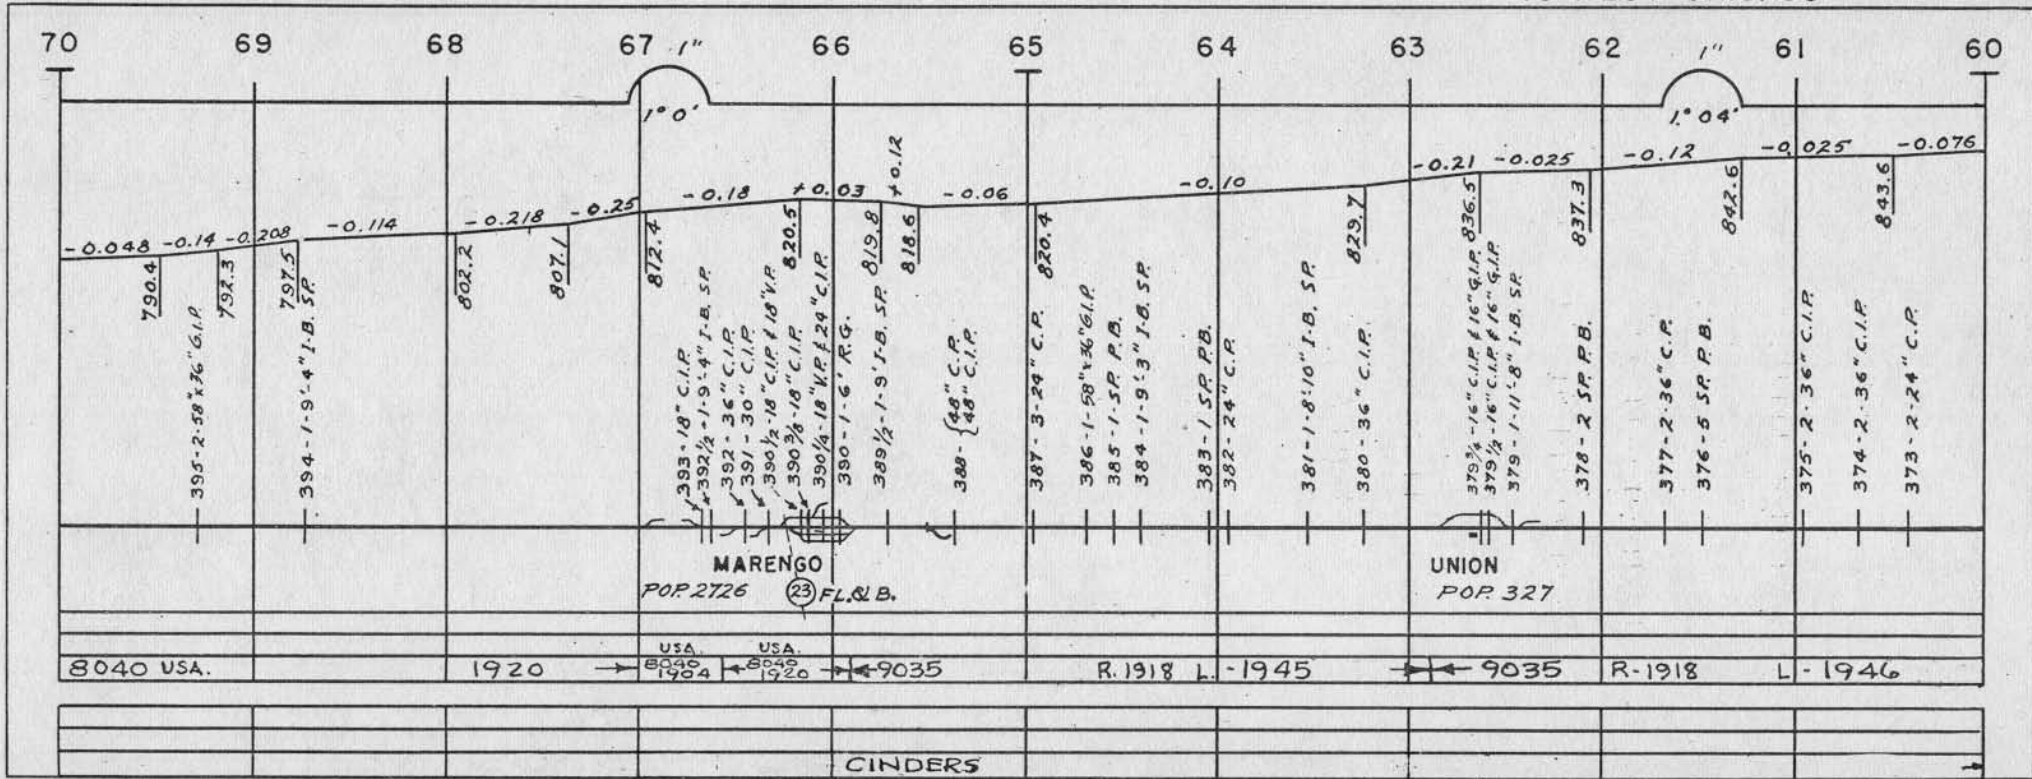 70 69 68 67 1" 66 65 64 63 62 1" 61 60
1° 0'
1° 04'
-0.048 -0.14 -0.208 -0.114 -0.218 -0.25 -0.18 +0.03 +0.12 -0.06 -0.10 -0.21 -0.025 -0.12 -0.025 -0.076
790.4
792.3
797.5
802.2
807.1
812.4
820.5
819.8
818.6
820.4
829.7
836.5
837.3
842.6
843.6
395-2-58"x36" G.I.P.
394-1-9'-4" I-B. SP.
393-18" C.I.P.
392½-1-9'-4" I-B. SP.
392-36" C.I.P.
391-30" C.I.P.
390½-18" C.I.P. & 18" V.P.
390⅜-18" C.I.P.
390¼-18" V.P. & 24" C.I.P.
390-1-6' R.G.
389½-1-9' I-B. SP.
388-{48" C.P.
{48" C.I.P.
387-3-24" C.P.
386-1-58"x36" G.I.P.
385-1-SP. P.B.
384-1-9'-3" I-B. SP.
383-1 SP. P.B.
382-24" C.P.
381-1-8'-10" I-B. SP.
380-36" C.I.P.
379¾-16" C.I.P. & 16" G.I.P.
379½-16" C.I.P. & 16" G.I.P.
379-1-11'-8" I-B. SP.
378-2 SP. P.B.
377-2-36" C.P.
376-5 SP. P.B.
375-2-36" C.I.P.
374-2-36" C.I.P.
373-2-24" C.P.
MARENGO
POP. 2726
23 FL. & B.
UNION
POP. 327
8040 USA. 1920
USA. 8040 1904
USA. 8040 1920
9035 R. 1918 L.-1945
9035 R-1918 L-1946
CINDERS